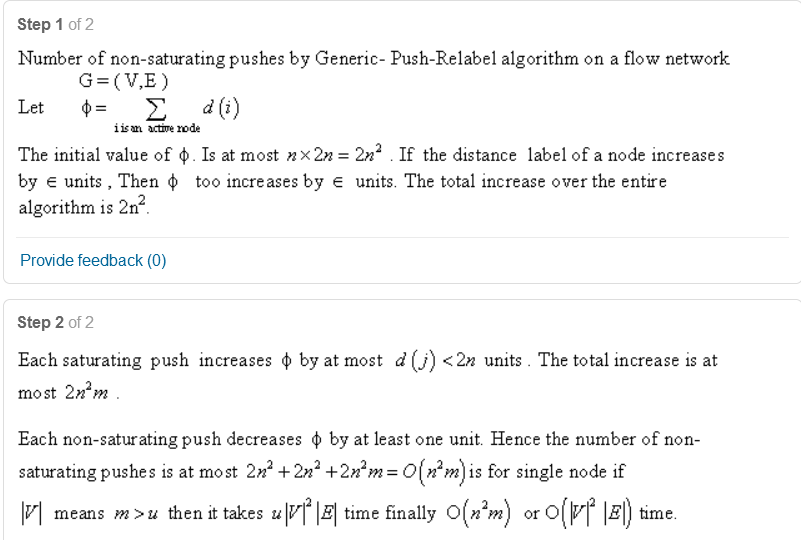 Step 1 of 2
Number of non-saturating pushes by Generic- Push-Relabel algorithm on a flow network
G=(V,E)
Let ϕ= ∑ d(i)
i is an active node
The initial value of ϕ. Is at most n×2n = 2n². If the distance label of a node increases
by ∈ units , Then ϕ too increases by ∈ units. The total increase over the entire
algorithm is 2n².
Provide feedback (0)
Step 2 of 2
Each saturating push increases ϕ by at most d(j)<2n units . The total increase is at
most 2n²m .
Each non-saturating push decreases ϕ by at least one unit. Hence the number of non-
saturating pushes is at most 2n²+2n²+2n²m=O(n²m) is for single node if
|V| means m>u then it takes u|V|²|E| time finally O(n²m) or O(|V|²|E|) time.